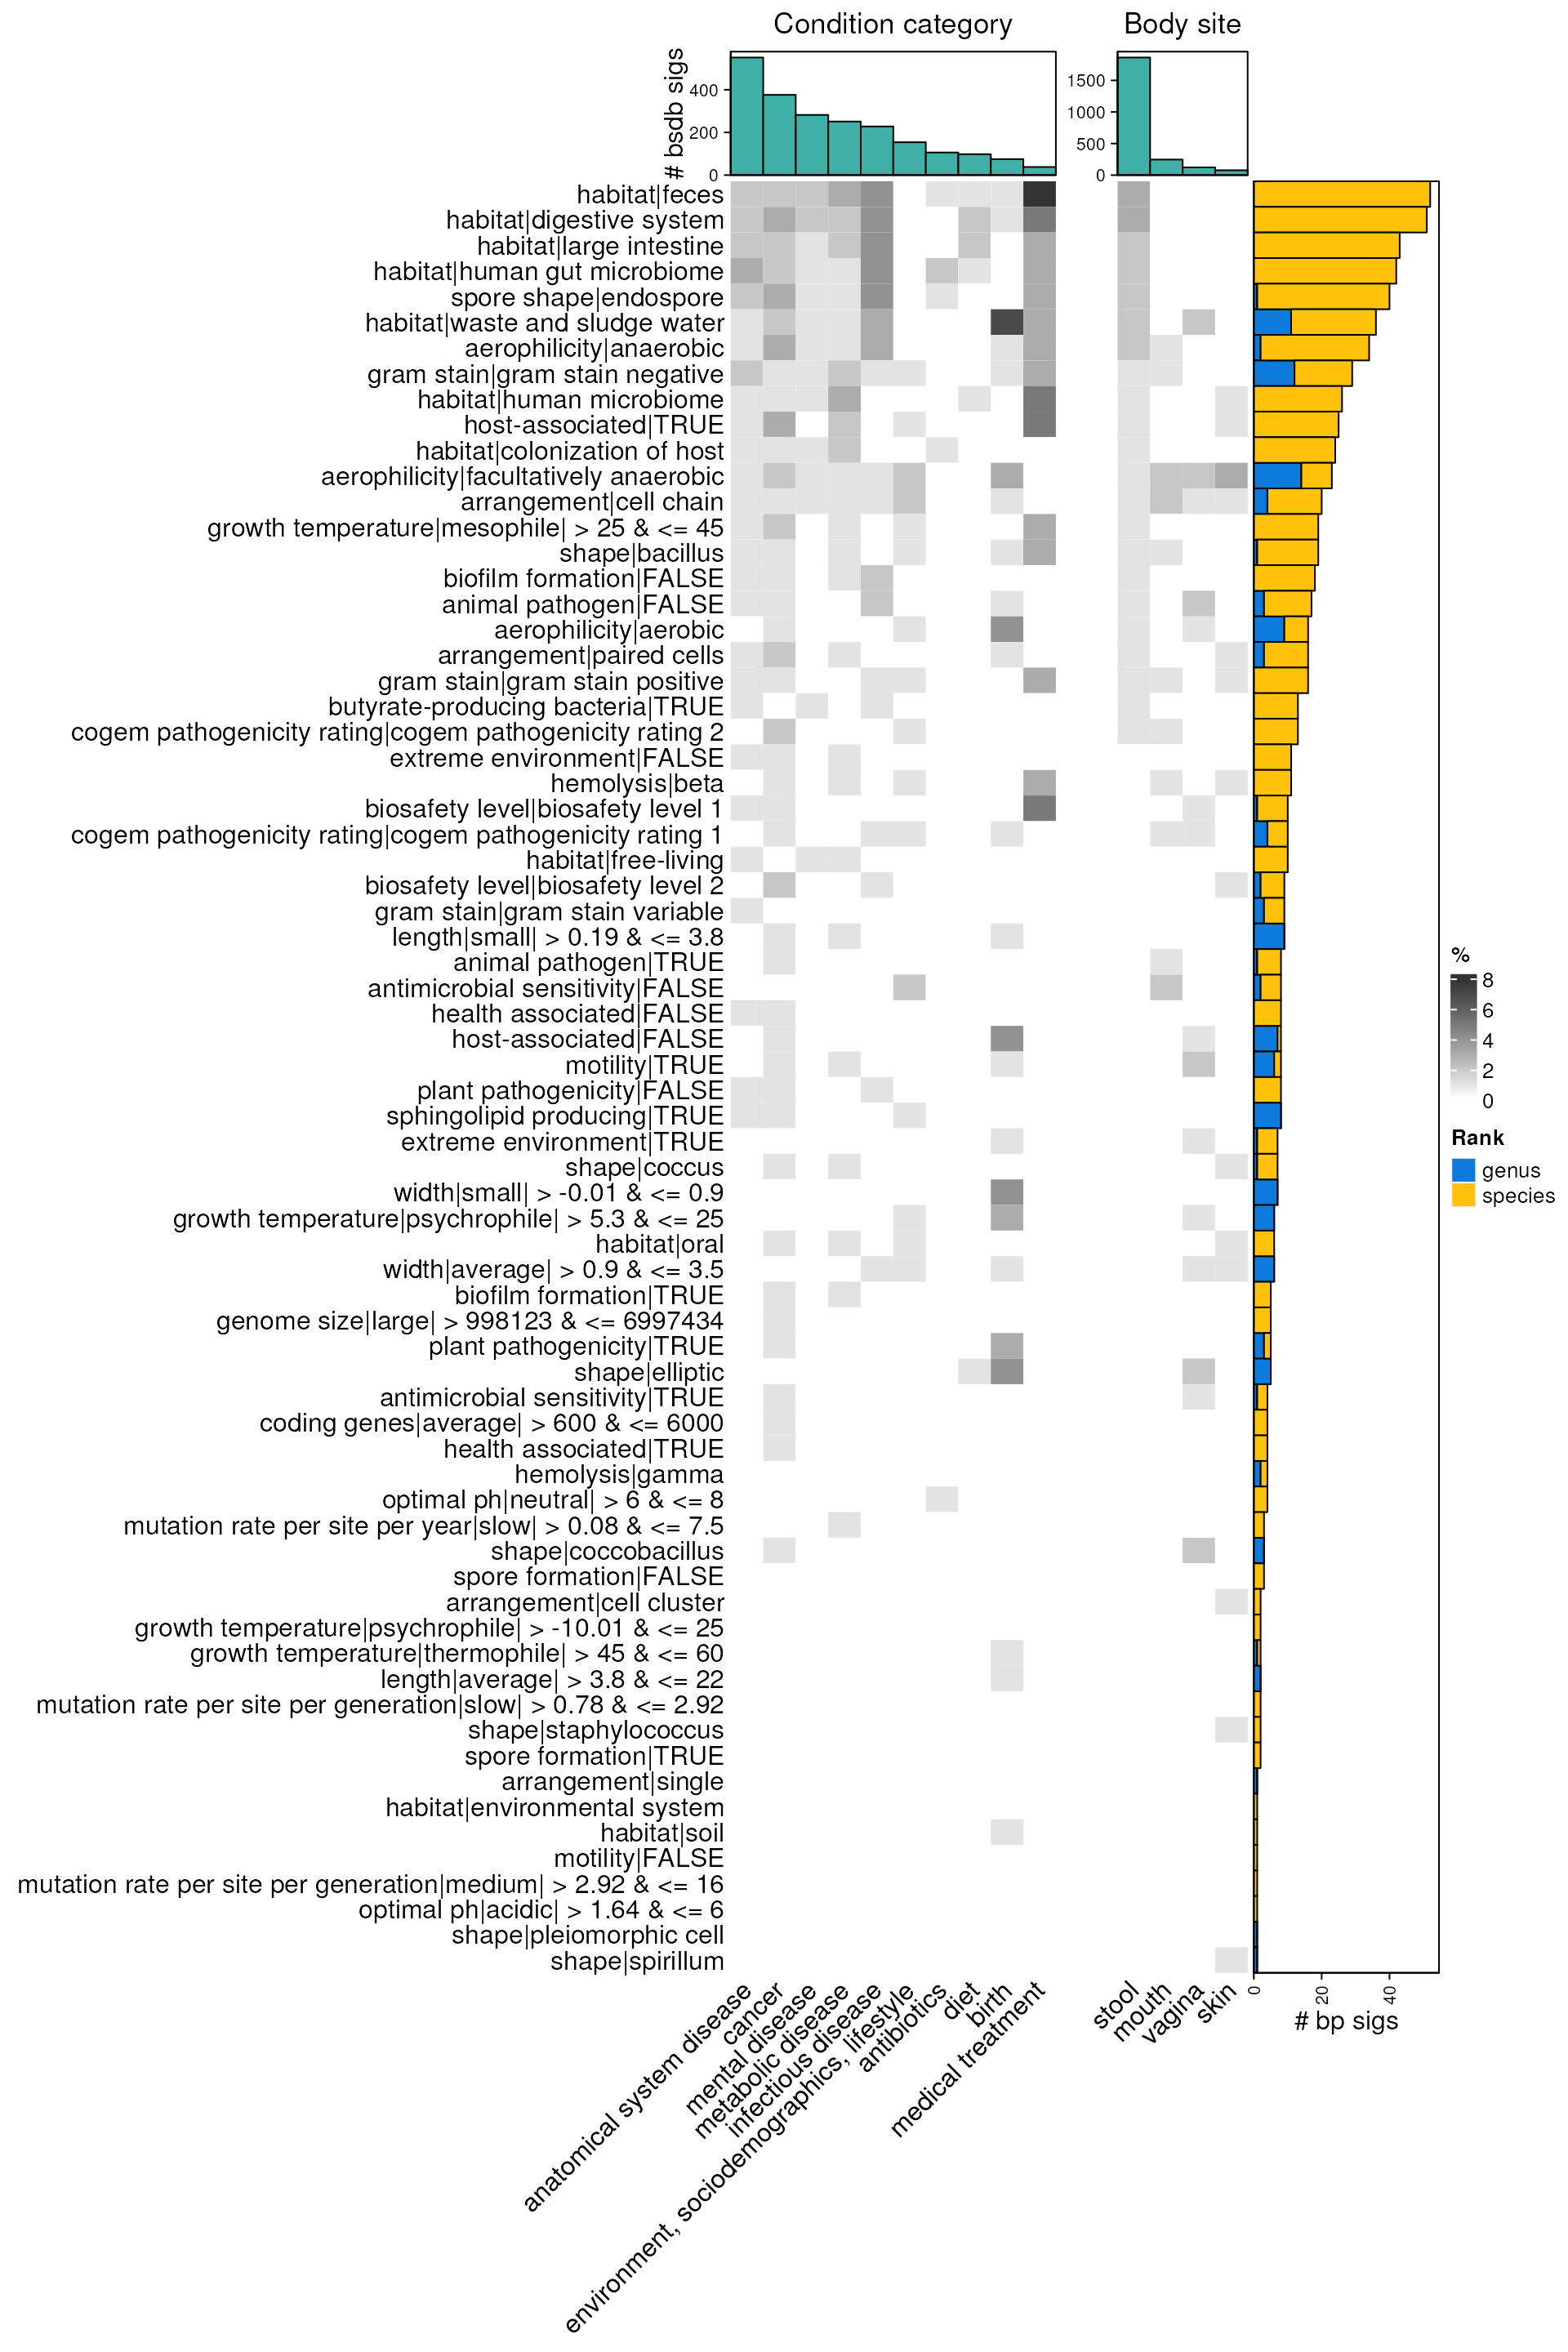 Condition category
Body site
# bsdb sigs
400
200
0
1500
1000
500
0
habitat|feces
habitat|digestive system
habitat|large intestine
habitat|human gut microbiome
spore shape|endospore
habitat|waste and sludge water
aerophilicity|anaerobic
gram stain|gram stain negative
habitat|human microbiome
host-associated|TRUE
habitat|colonization of host
aerophilicity|facultatively anaerobic
arrangement|cell chain
growth temperature|mesophile| > 25 & <= 45
shape|bacillus
biofilm formation|FALSE
animal pathogen|FALSE
aerophilicity|aerobic
arrangement|paired cells
gram stain|gram stain positive
butyrate-producing bacteria|TRUE
cogem pathogenicity rating|cogem pathogenicity rating 2
extreme environment|FALSE
hemolysis|beta
biosafety level|biosafety level 1
cogem pathogenicity rating|cogem pathogenicity rating 1
habitat|free-living
biosafety level|biosafety level 2
gram stain|gram stain variable
length|small| > 0.19 & <= 3.8
animal pathogen|TRUE
antimicrobial sensitivity|FALSE
health associated|FALSE
host-associated|FALSE
motility|TRUE
plant pathogenicity|FALSE
sphingolipid producing|TRUE
extreme environment|TRUE
shape|coccus
width|small| > -0.01 & <= 0.9
growth temperature|psychrophile| > 5.3 & <= 25
habitat|oral
width|average| > 0.9 & <= 3.5
biofilm formation|TRUE
genome size|large| > 998123 & <= 6997434
plant pathogenicity|TRUE
shape|elliptic
antimicrobial sensitivity|TRUE
coding genes|average| > 600 & <= 6000
health associated|TRUE
hemolysis|gamma
optimal ph|neutral| > 6 & <= 8
mutation rate per site per year|slow| > 0.08 & <= 7.5
shape|coccobacillus
spore formation|FALSE
arrangement|cell cluster
growth temperature|psychrophile| > -10.01 & <= 25
growth temperature|thermophile| > 45 & <= 60
length|average| > 3.8 & <= 22
mutation rate per site per generation|slow| > 0.78 & <= 2.92
shape|staphylococcus
spore formation|TRUE
arrangement|single
habitat|environmental system
habitat|soil
motility|FALSE
mutation rate per site per generation|medium| > 2.92 & <= 16
optimal ph|acidic| > 1.64 & <= 6
shape|pleiomorphic cell
shape|spirillum
anatomical system disease
cancer
mental disease
metabolic disease
infectious disease
environment, sociodemographics, lifestyle
antibiotics
diet
birth
medical treatment
stool
mouth
vagina
skin
0
20
40
# bp sigs
%
8
6
4
2
0
Rank
genus
species